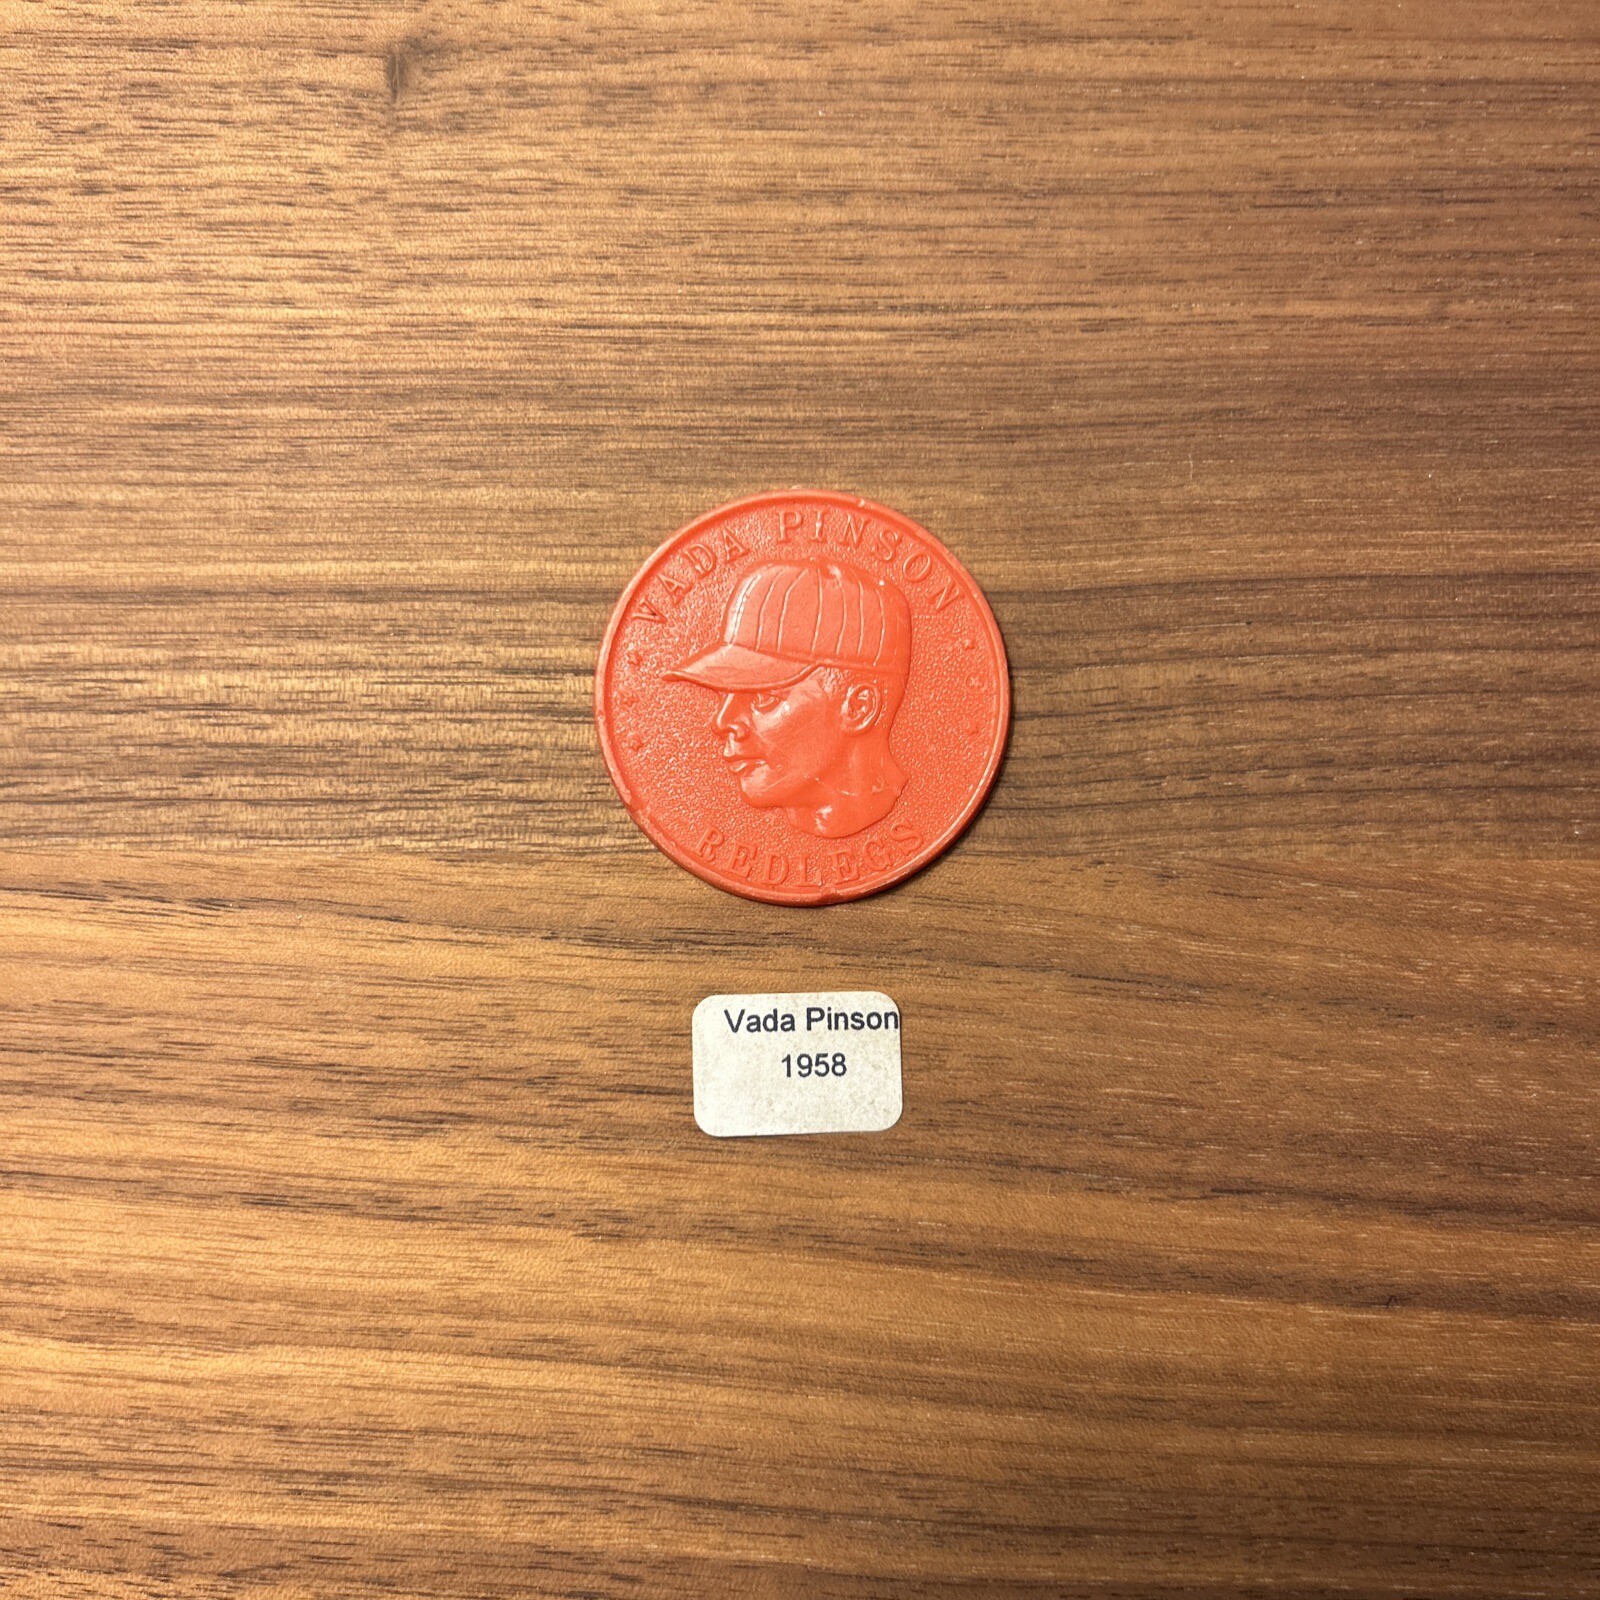 VADA PINSON
REDLEGS
Vada Pinson
1958